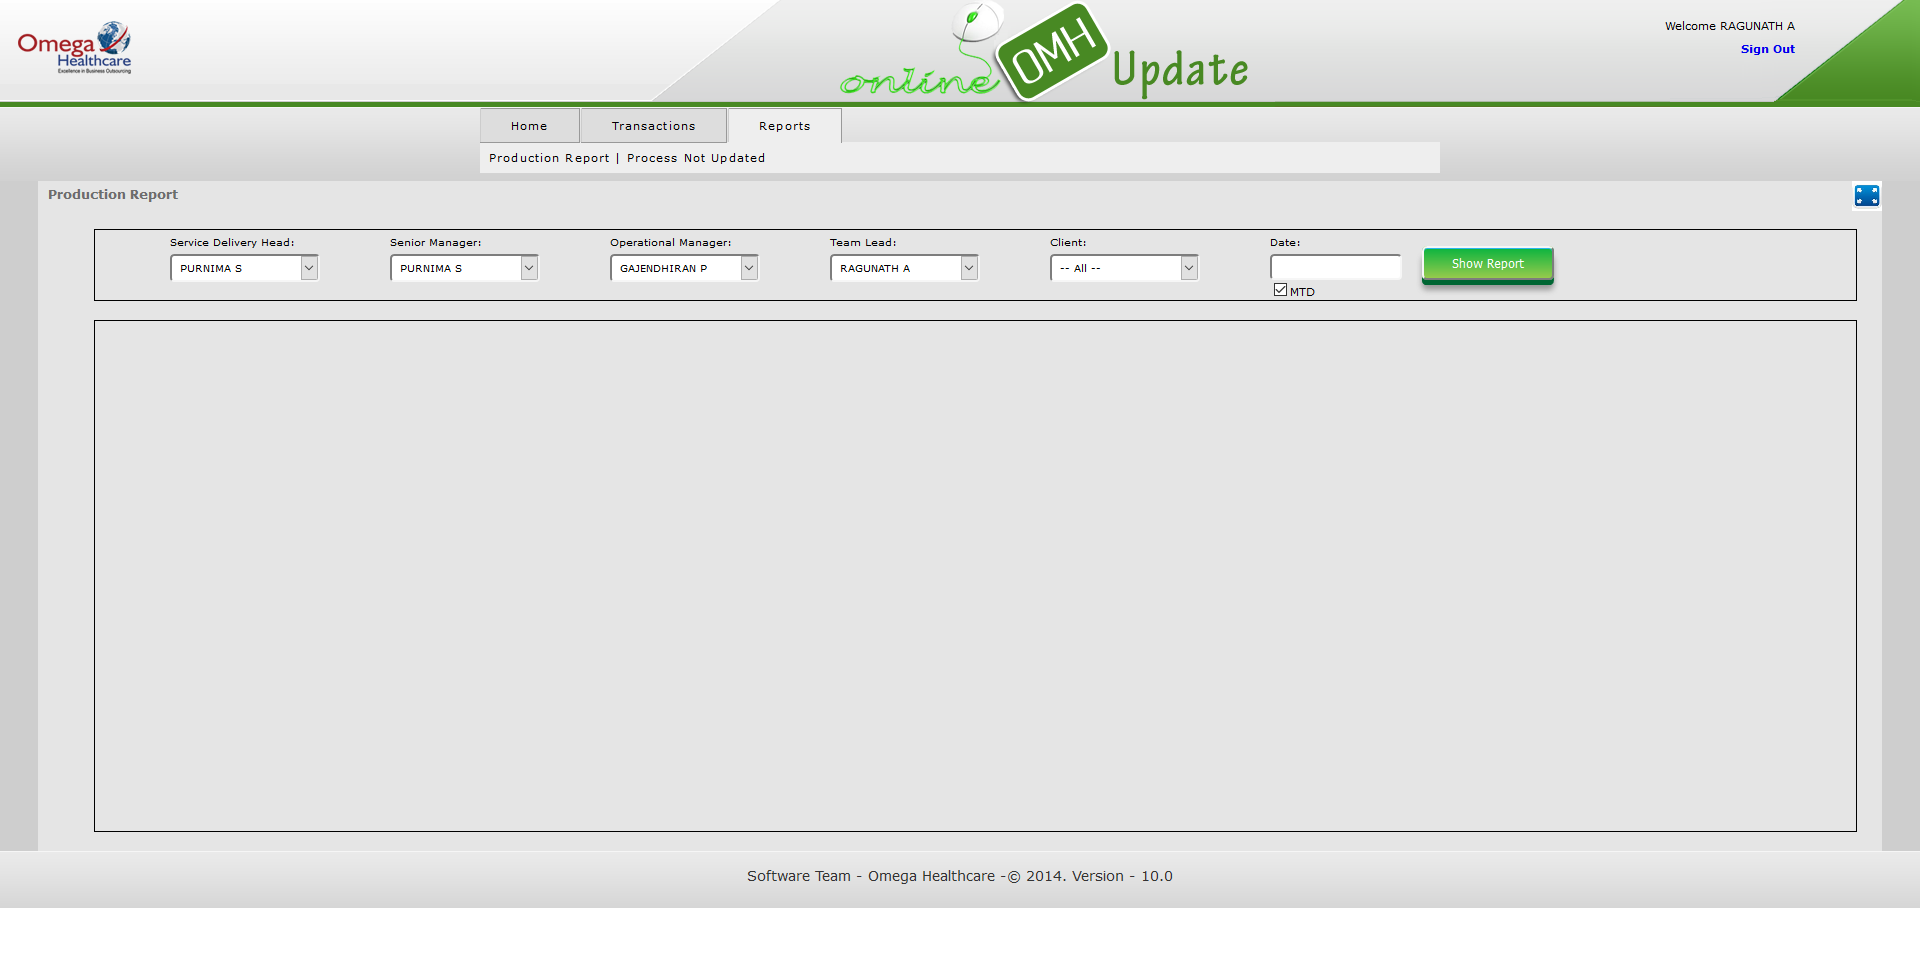 Omega
Healthcare
Excellence in Business Outsourcing
online OMH Update
Welcome RAGUNATH A
Sign Out
Home Transactions Reports
Production Report | Process Not Updated
Production Report
Service Delivery Head: Senior Manager: Operational Manager: Team Lead: Client: Date:
PURNIMA S PURNIMA S GAJENDHIRAN P RAGUNATH A -- All -- Show Report
MTD
Software Team - Omega Healthcare -© 2014. Version - 10.0